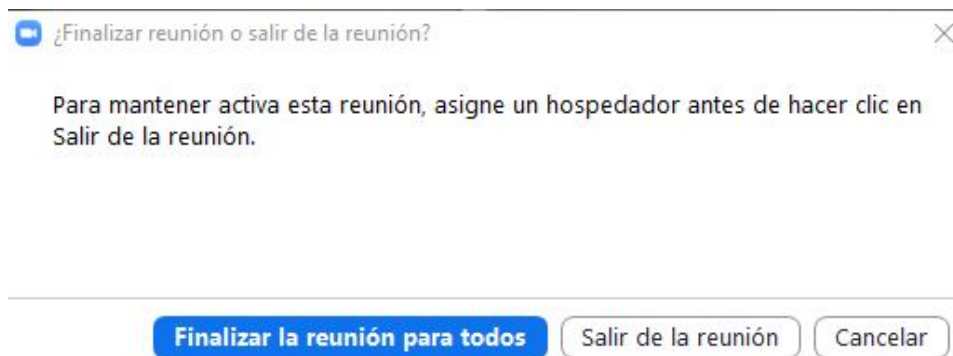 ¿Finalizar reunión o salir de la reunión?
Para mantener activa esta reunión, asigne un hospedador antes de hacer clic en
Salir de la reunión.
Finalizar la reunión para todos
Salir de la reunión
Cancelar